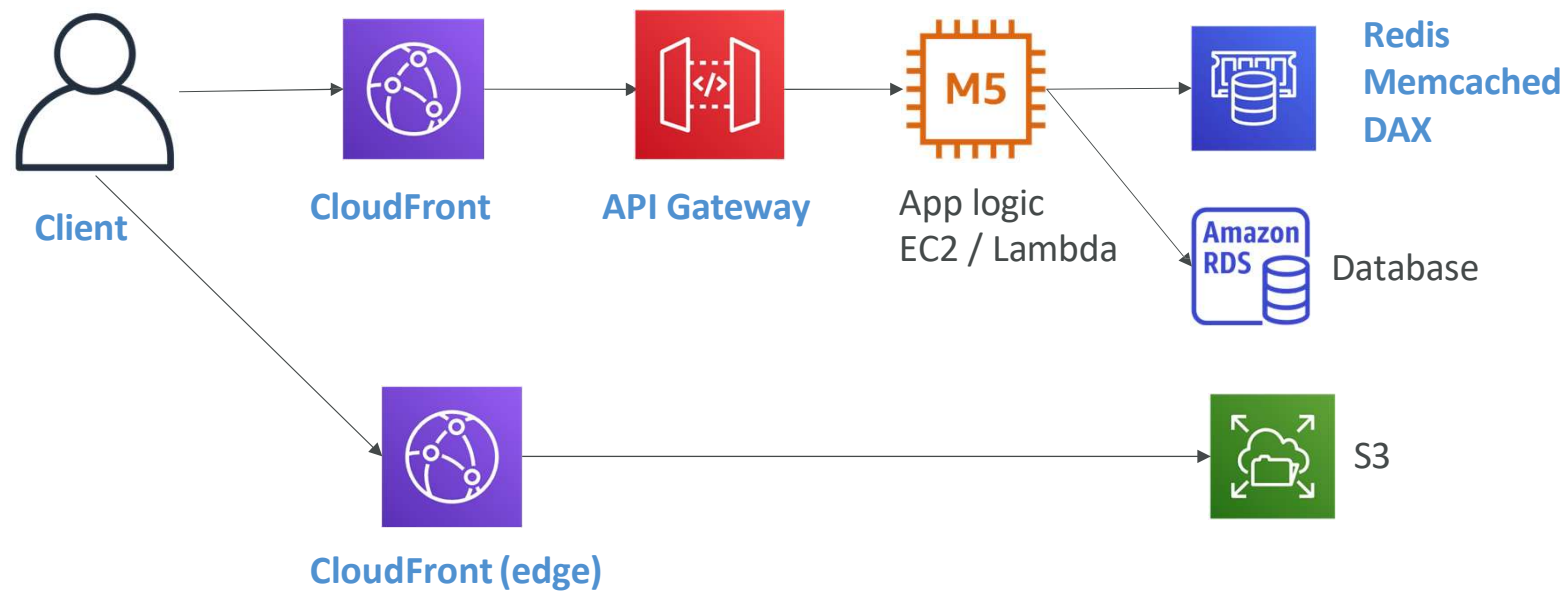 Client
CloudFront
</>
API Gateway
M5
App logic
EC2 / Lambda
Redis
Memcached
DAX
Amazon
RDS
Database
CloudFront (edge)
S3